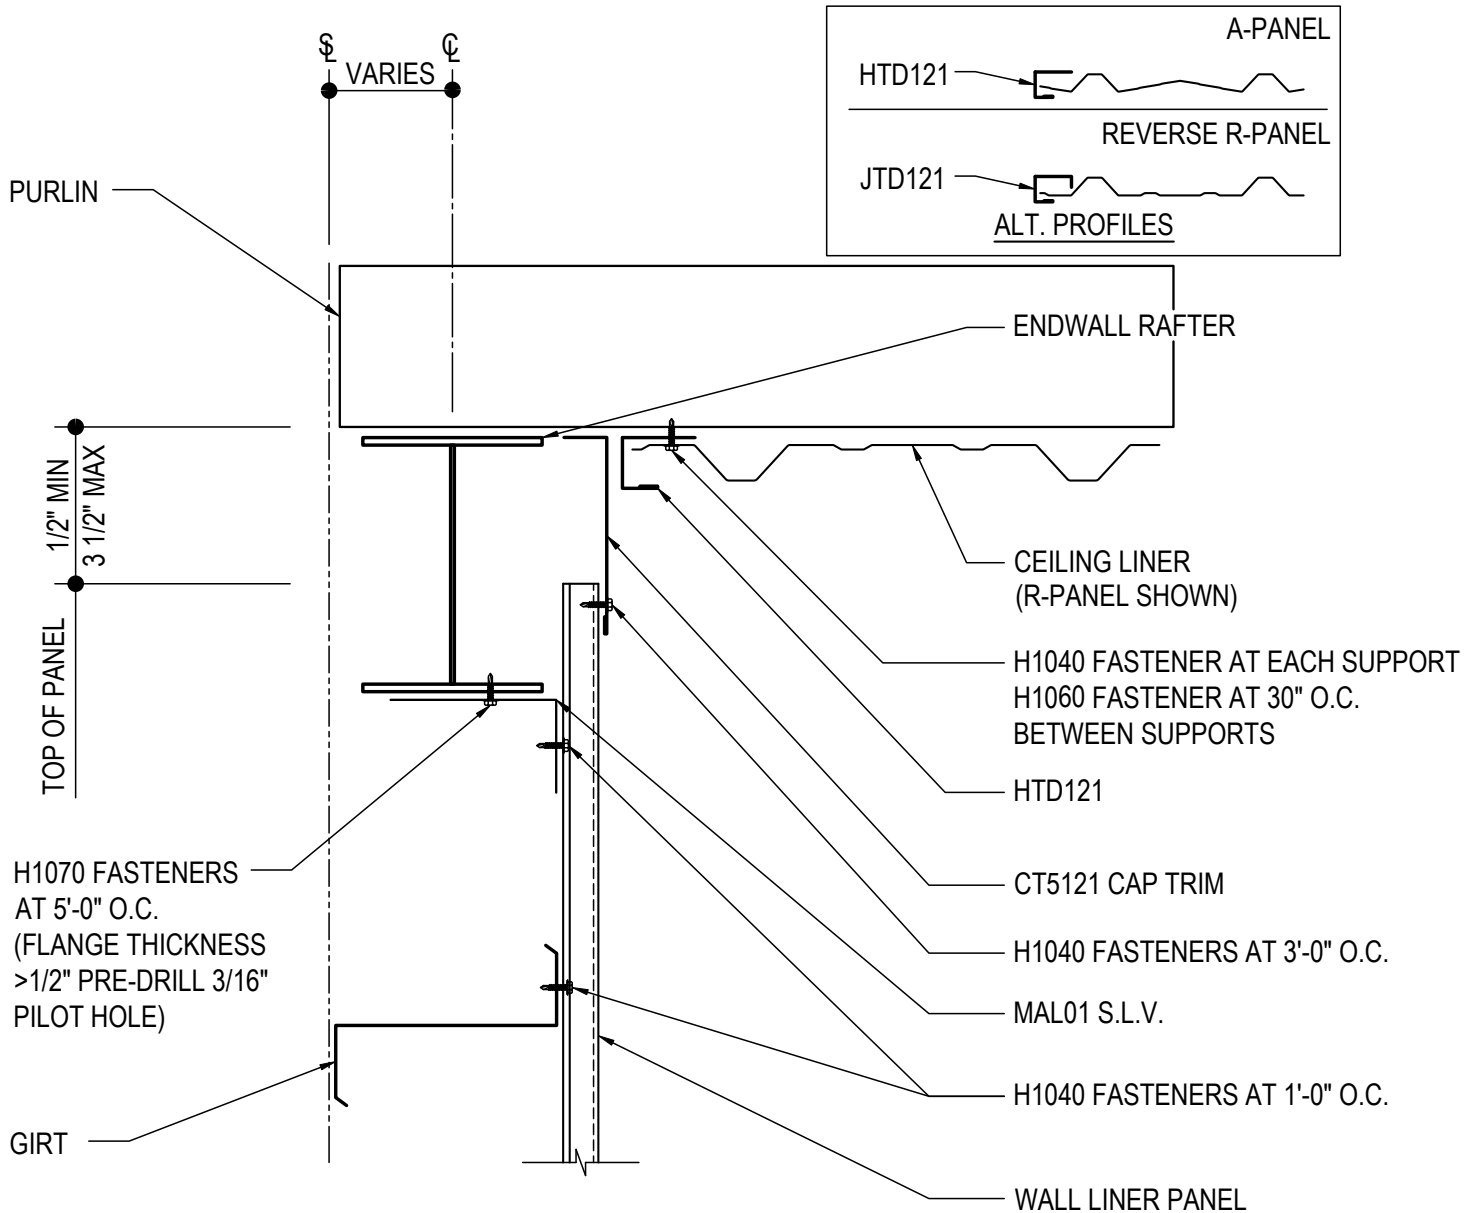 A-PANEL
HTD121
REVERSE R-PANEL
JTD121
ALT. PROFILES
VARIES
PURLIN
ENDWALL RAFTER
1/2" MIN
3 1/2" MAX
TOP OF PANEL
CEILING LINER
(R-PANEL SHOWN)
H1040 FASTENER AT EACH SUPPORT
H1060 FASTENER AT 30" O.C.
BETWEEN SUPPORTS
HTD121
H1070 FASTENERS
AT 5'-0" O.C.
(FLANGE THICKNESS
>1/2" PRE-DRILL 3/16"
PILOT HOLE)
CT5121 CAP TRIM
H1040 FASTENERS AT 3'-0" O.C.
MAL01 S.L.V.
H1040 FASTENERS AT 1'-0" O.C.
GIRT
WALL LINER PANEL